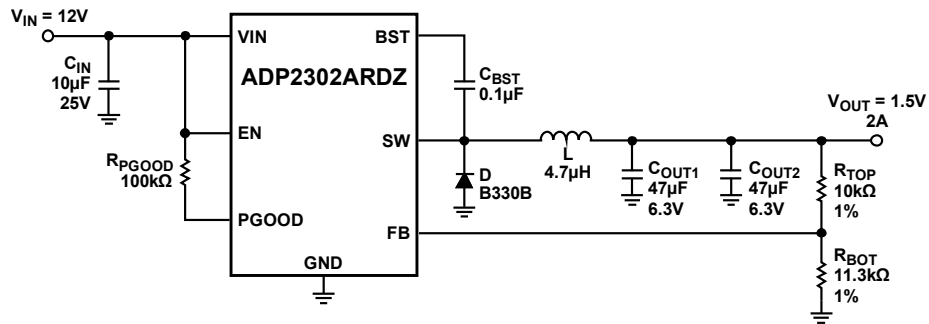 VIN = 12V
CIN
10µF
25V
VIN
BST
ADP2302ARDZ
CBST
0.1µF
VOUT = 1.5V
2A
EN
SW
L
4.7µH
RPGOOD
100kΩ
D
B330B
COUT1
47µF
6.3V
COUT2
47µF
6.3V
RTOP
10kΩ
1%
PGOOD
FB
GND
RBOT
11.3kΩ
1%